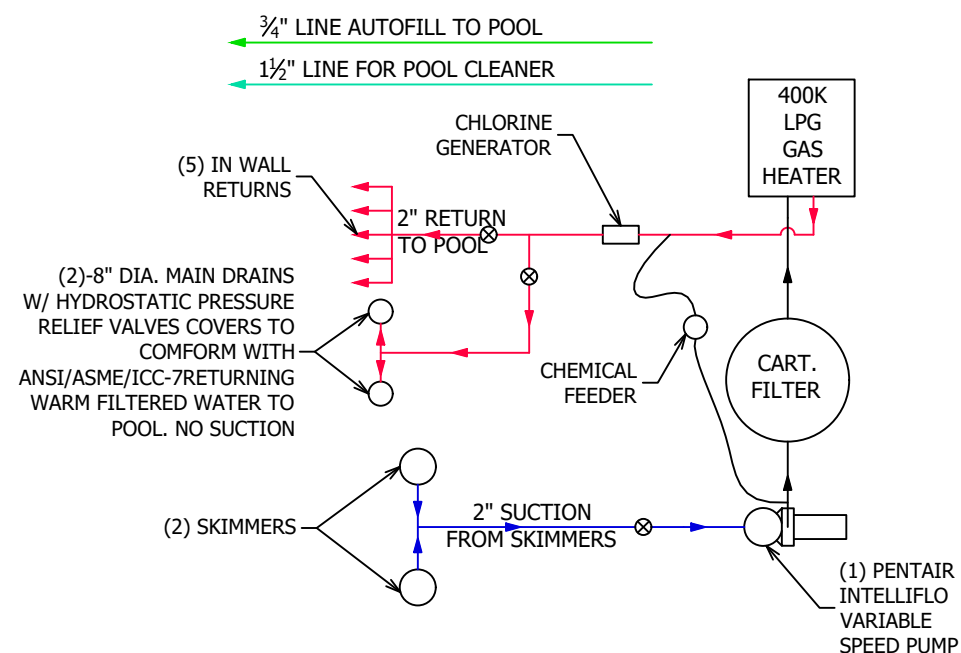 ¾" LINE AUTOFILL TO POOL
1½" LINE FOR POOL CLEANER
400K
LPG
GAS
HEATER
CHLORINE
GENERATOR
(5) IN WALL
RETURNS
2" RETURN
TO POOL
(2)-8" DIA. MAIN DRAINS
W/ HYDROSTATIC PRESSURE
RELIEF VALVES COVERS TO
COMFORM WITH
ANSI/ASME/ICC-7RETURNING
WARM FILTERED WATER TO
POOL. NO SUCTION
CHEMICAL
FEEDER
CART.
FILTER
(2) SKIMMERS
2" SUCTION
FROM SKIMMERS
(1) PENTAIR
INTELLIFLO
VARIABLE
SPEED PUMP